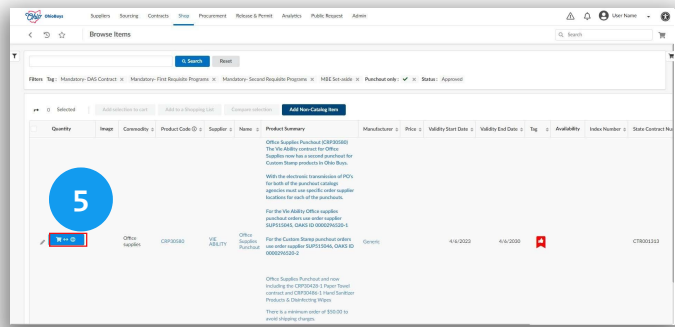 Ohio OhioBuys Suppliers Sourcing Contracts Shop Procurement Release & Permit Analytics Public Request Admin User Name
Browse Items Search
Search Reset
Filters Tag: Mandatory- DAS Contract × Mandatory- First Requisite Programs × Mandatory- Second Requisite Programs × MBE Set-aside × Punchout only: ✓ × Status: Approved
0 Selected Add selection to cart Add to a Shopping List Compare selection Add Non-Catalog Item
Quantity Image Commodity Product Code Supplier Name Product Summary Manufacturer Price Validity Start Date Validity End Date Tag Availability Index Number State Contract Nu
Office Supplies Punchout (CRP30580)
The Vie Ability contract for Office
Supplies now has a second punchout for
Custom Stamp products in Ohio Buys.
With the electronic transmission of PO's
for both of the punchout catalogs
agencies must use specific order supplier
locations for each of the punchouts.
For the Vie Ability Office supplies
punchout orders use order supplier
SUP515045, OAKS ID 0000296520-1
5
Office supplies CRP30580 VIE ABILITY Office Supplies Punchout
For the Custom Stamp punchout orders
use order supplier SUP515046, OAKS ID
0000296520-2
Generic 4/6/2023 4/6/2030 CTR001313
Office Supplies Punchout and now
including the CRP30420-1 Paper Towel
contract and CRP30486-1 Hand Sanitizer
Products & Disinfecting Wipes
There is a minimum order of $50.00 to
avoid shipping charges.